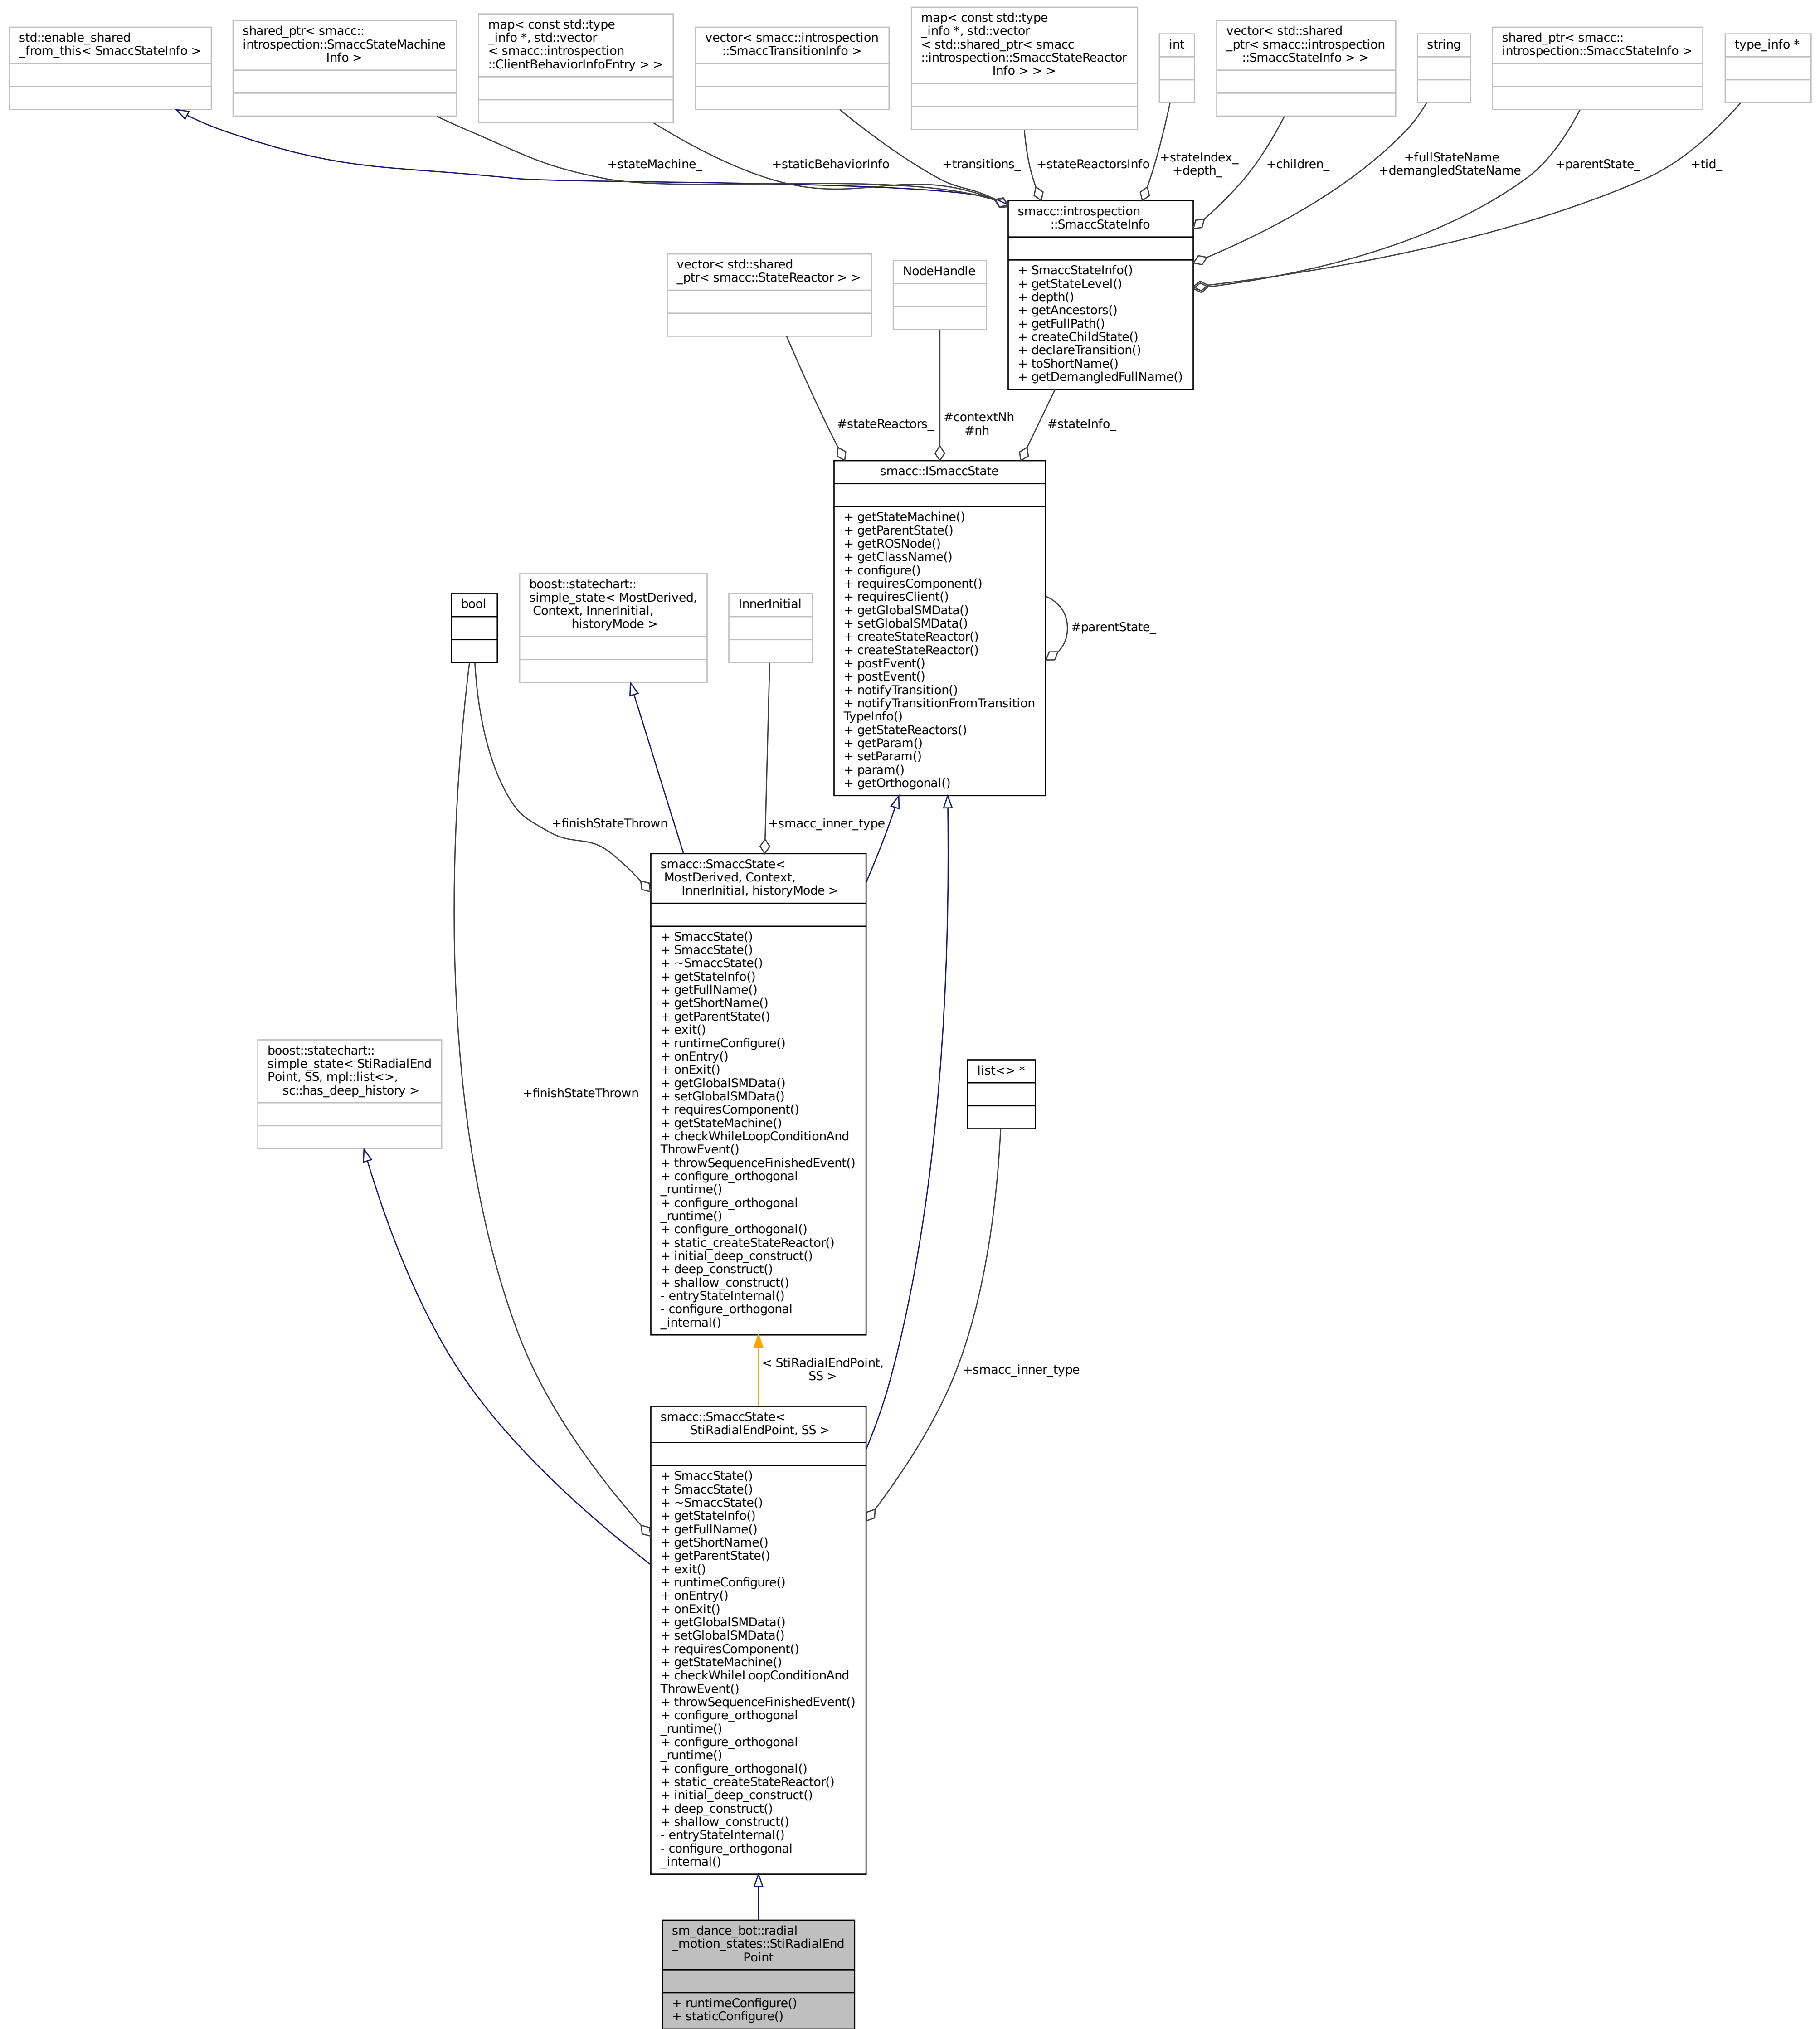 std::enable_shared
_from_this< SmaccStateInfo >
shared_ptr< smacc::
introspection::SmaccStateMachine
Info >
map< const std::type
_info *, std::vector
< smacc::introspection
::ClientBehaviorInfoEntry > >
vector< smacc::introspection
::SmaccTransitionInfo >
map< const std::type
_info *, std::vector
< std::shared_ptr< smacc
::introspection::SmaccStateReactor
Info > > >
int
vector< std::shared
_ptr< smacc::introspection
::SmaccStateInfo > >
string
shared_ptr< smacc::
introspection::SmaccStateInfo >
type_info *
+stateMachine_
+staticBehaviorInfo
+transitions_
+stateReactorsInfo
+stateIndex_
+depth_
+children_
+fullStateName
+demangledStateName
+parentState_
+tid_
smacc::introspection
::SmaccStateInfo
+ SmaccStateInfo()
+ getStateLevel()
+ depth()
+ getAncestors()
+ getFullPath()
+ createChildState()
+ declareTransition()
+ toShortName()
+ getDemangledFullName()
vector< std::shared
_ptr< smacc::StateReactor > >
NodeHandle
#stateReactors_
#contextNh
#nh
#stateInfo_
smacc::ISmaccState
+ getStateMachine()
+ getParentState()
+ getROSNode()
+ getClassName()
+ configure()
+ requiresComponent()
+ requiresClient()
+ getGlobalSMData()
+ setGlobalSMData()
+ createStateReactor()
+ createStateReactor()
+ postEvent()
+ postEvent()
+ notifyTransition()
+ notifyTransitionFromTransition
TypeInfo()
+ getStateReactors()
+ getParam()
+ setParam()
+ param()
+ getOrthogonal()
#parentState_
bool
boost::statechart::
simple_state< MostDerived,
Context, InnerInitial,
historyMode >
InnerInitial
+finishStateThrown
+smacc_inner_type
smacc::SmaccState<
MostDerived, Context,
InnerInitial, historyMode >
+ SmaccState()
+ SmaccState()
+ ~SmaccState()
+ getStateInfo()
+ getFullName()
+ getShortName()
+ getParentState()
+ exit()
+ runtimeConfigure()
+ onEntry()
+ onExit()
+ getGlobalSMData()
+ setGlobalSMData()
+ requiresComponent()
+ getStateMachine()
+ checkWhileLoopConditionAnd
ThrowEvent()
+ throwSequenceFinishedEvent()
+ configure_orthogonal
_runtime()
+ configure_orthogonal
_runtime()
+ configure_orthogonal()
+ static_createStateReactor()
+ initial_deep_construct()
+ deep_construct()
+ shallow_construct()
- entryStateInternal()
- configure_orthogonal
_internal()
boost::statechart::
simple_state< StiRadialEnd
Point, SS, mpl::list<>,
sc::has_deep_history >
+finishStateThrown
list<> *
< StiRadialEndPoint,
SS >
+smacc_inner_type
smacc::SmaccState<
StiRadialEndPoint, SS >
+ SmaccState()
+ SmaccState()
+ ~SmaccState()
+ getStateInfo()
+ getFullName()
+ getShortName()
+ getParentState()
+ exit()
+ runtimeConfigure()
+ onEntry()
+ onExit()
+ getGlobalSMData()
+ setGlobalSMData()
+ requiresComponent()
+ getStateMachine()
+ checkWhileLoopConditionAnd
ThrowEvent()
+ throwSequenceFinishedEvent()
+ configure_orthogonal
_runtime()
+ configure_orthogonal
_runtime()
+ configure_orthogonal()
+ static_createStateReactor()
+ initial_deep_construct()
+ deep_construct()
+ shallow_construct()
- entryStateInternal()
- configure_orthogonal
_internal()
sm_dance_bot::radial
_motion_states::StiRadialEnd
Point
+ runtimeConfigure()
+ staticConfigure()